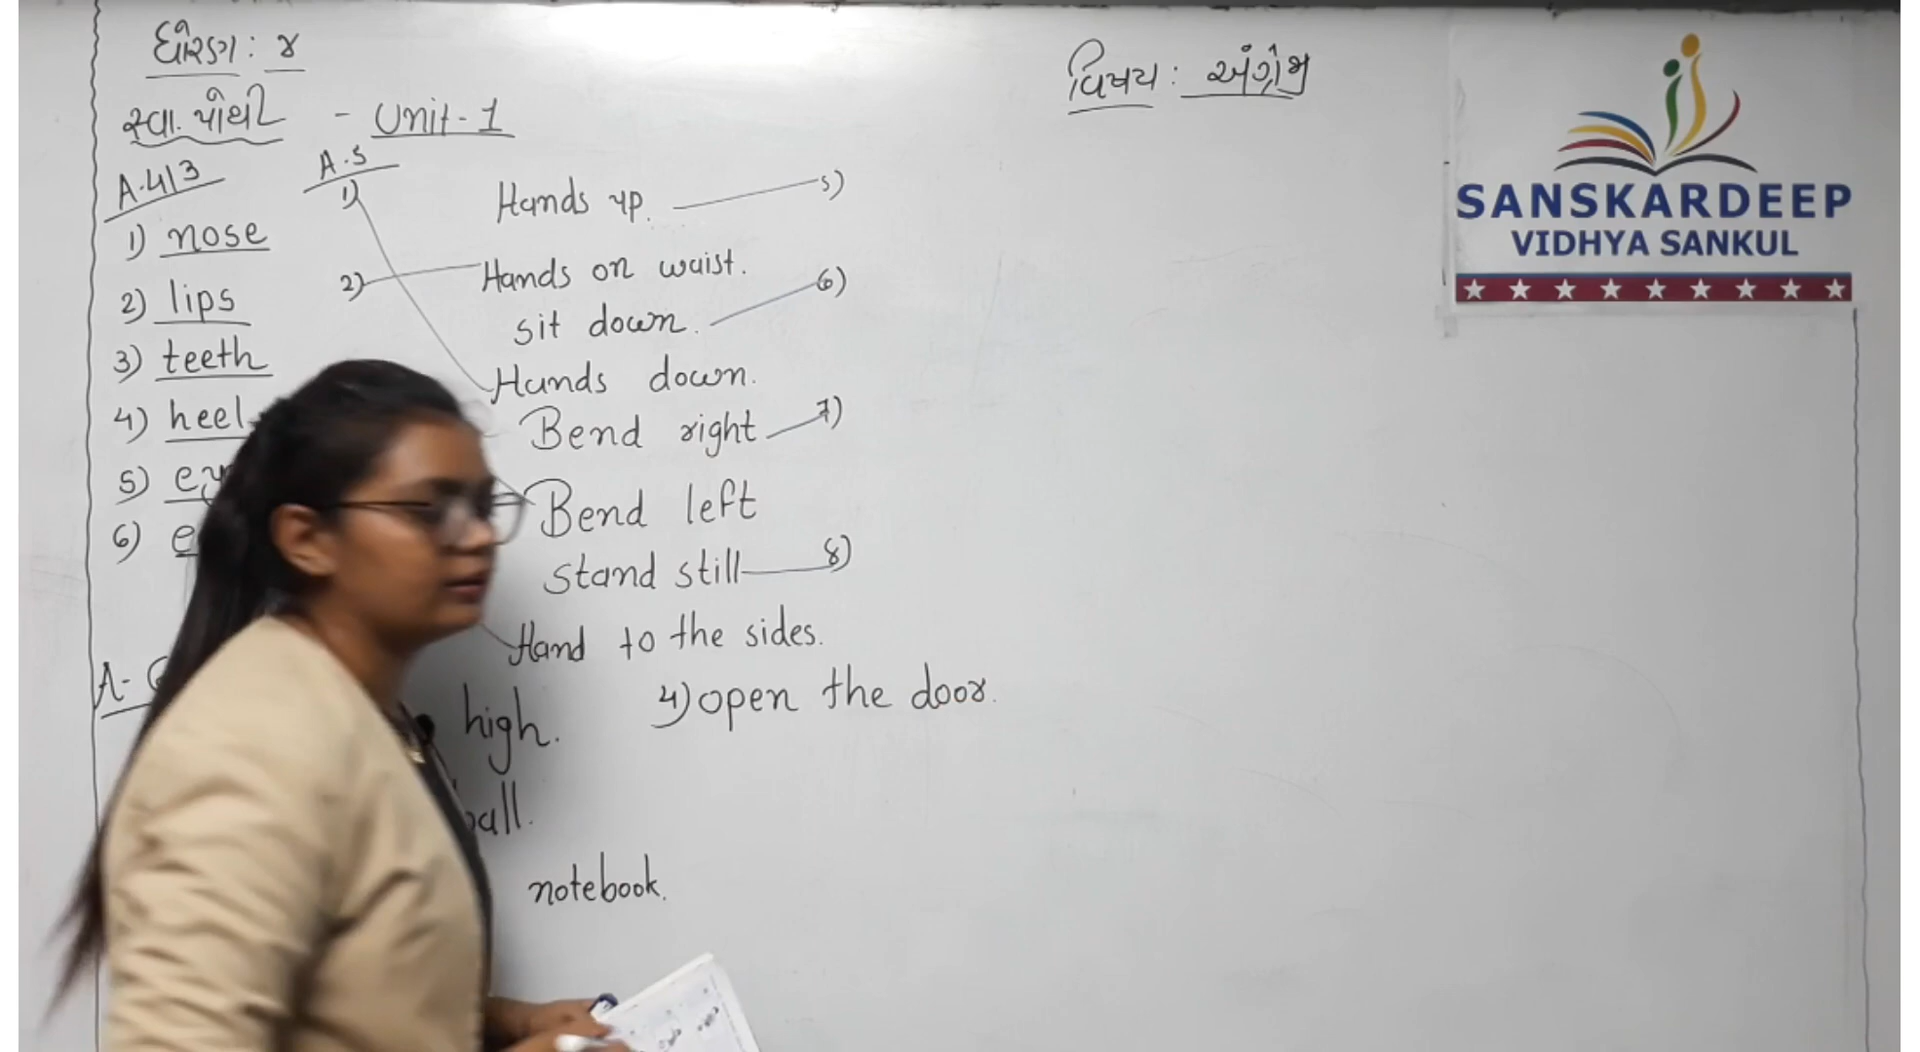 ધોરણ : ૪
વિષય : અંગ્રેજી
સ્વા. પોથી - Unit - 1
A.4/3
1) nose
2) lips
3) teeth
4) heel
5)
6)
A.5
1)
2)
Hands up. 5)
Hands on waist.
sit down. 6)
Hands down.
Bend right 7)
Bend left
stand still 8)
Hand to the sides.
A-
high.
4) open the door.
notebook.
SANSKARDEEP
VIDHYA SANKUL